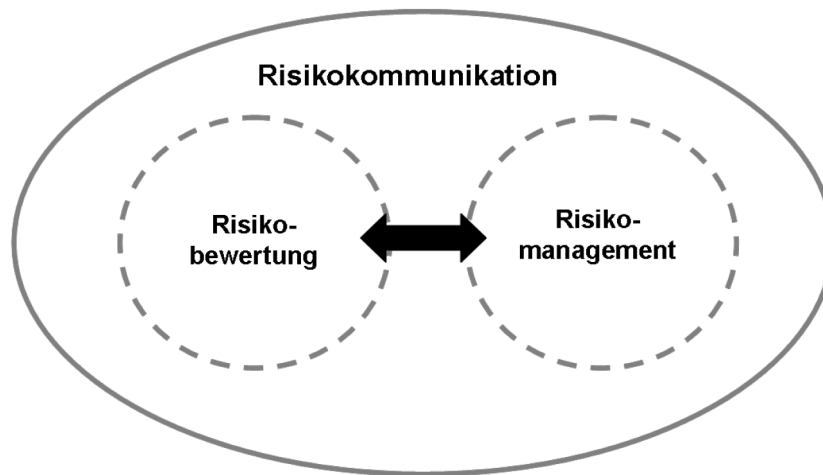 Risikokommunikation
Risiko-
bewertung
Risiko-
management